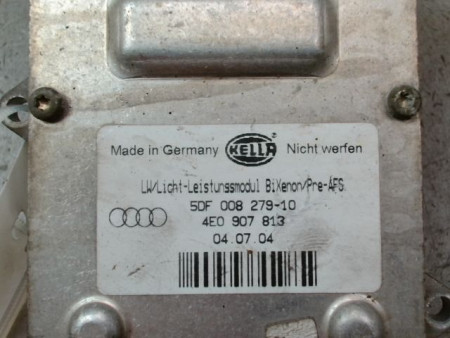 Made in Germany HELLA Nicht werfen
LW/Licht-Leistunssmodul BiXenon/Pre-AFS
5DF 008 279-10
4E0 907 813
04.07.04